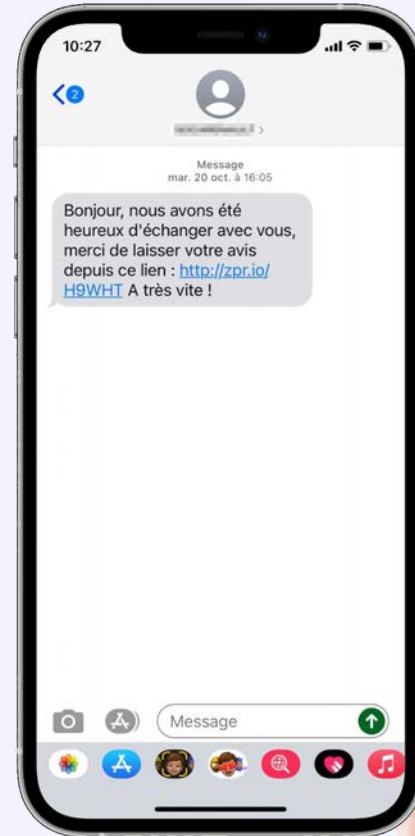 10:27
2
Message
mar. 20 oct. à 16:05
Bonjour, nous avons été
heureux d'échanger avec vous,
merci de laisser votre avis
depuis ce lien : http://zpr.io/
H9WHT A très vite !
Message